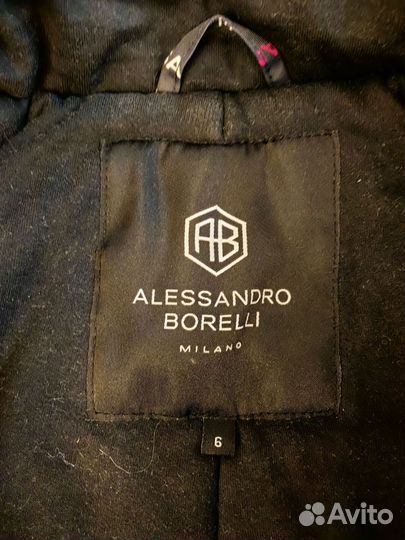 AB
ALESSANDRO
BORELLI
MILANO
6
Avito